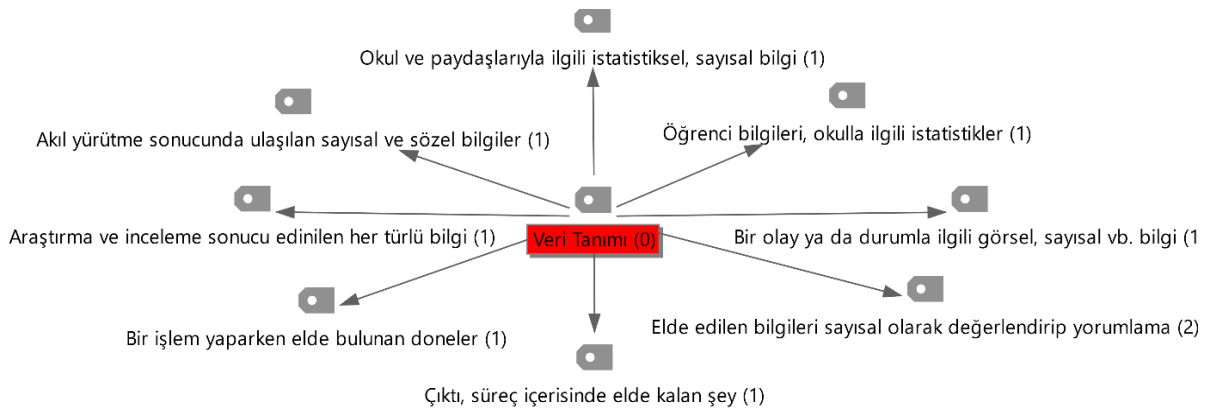 Okul ve paydaşlarıyla ilgili istatistiksel, sayısal bilgi (1)
Akıl yürütme sonucunda ulaşılan sayısal ve sözel bilgiler (1)
Öğrenci bilgileri, okulla ilgili istatistikler (1)
Araştırma ve inceleme sonucu edinilen her türlü bilgi (1)
Veri Tanımı (0)
Bir olay ya da durumla ilgili görsel, sayısal vb. bilgi (1
Bir işlem yaparken elde bulunan doneler (1)
Elde edilen bilgileri sayısal olarak değerlendirip yorumlama (2)
Çıktı, süreç içerisinde elde kalan şey (1)